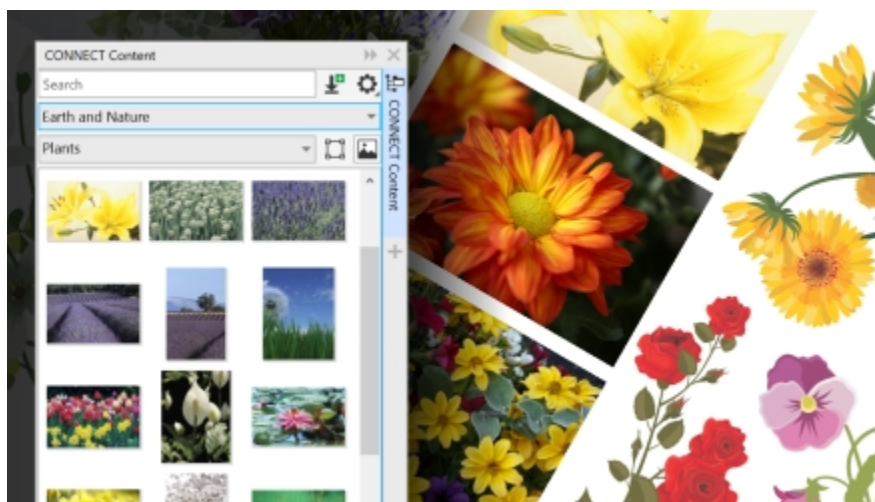 CONNECT Content
Search
Earth and Nature
Plants
CONNECT Content